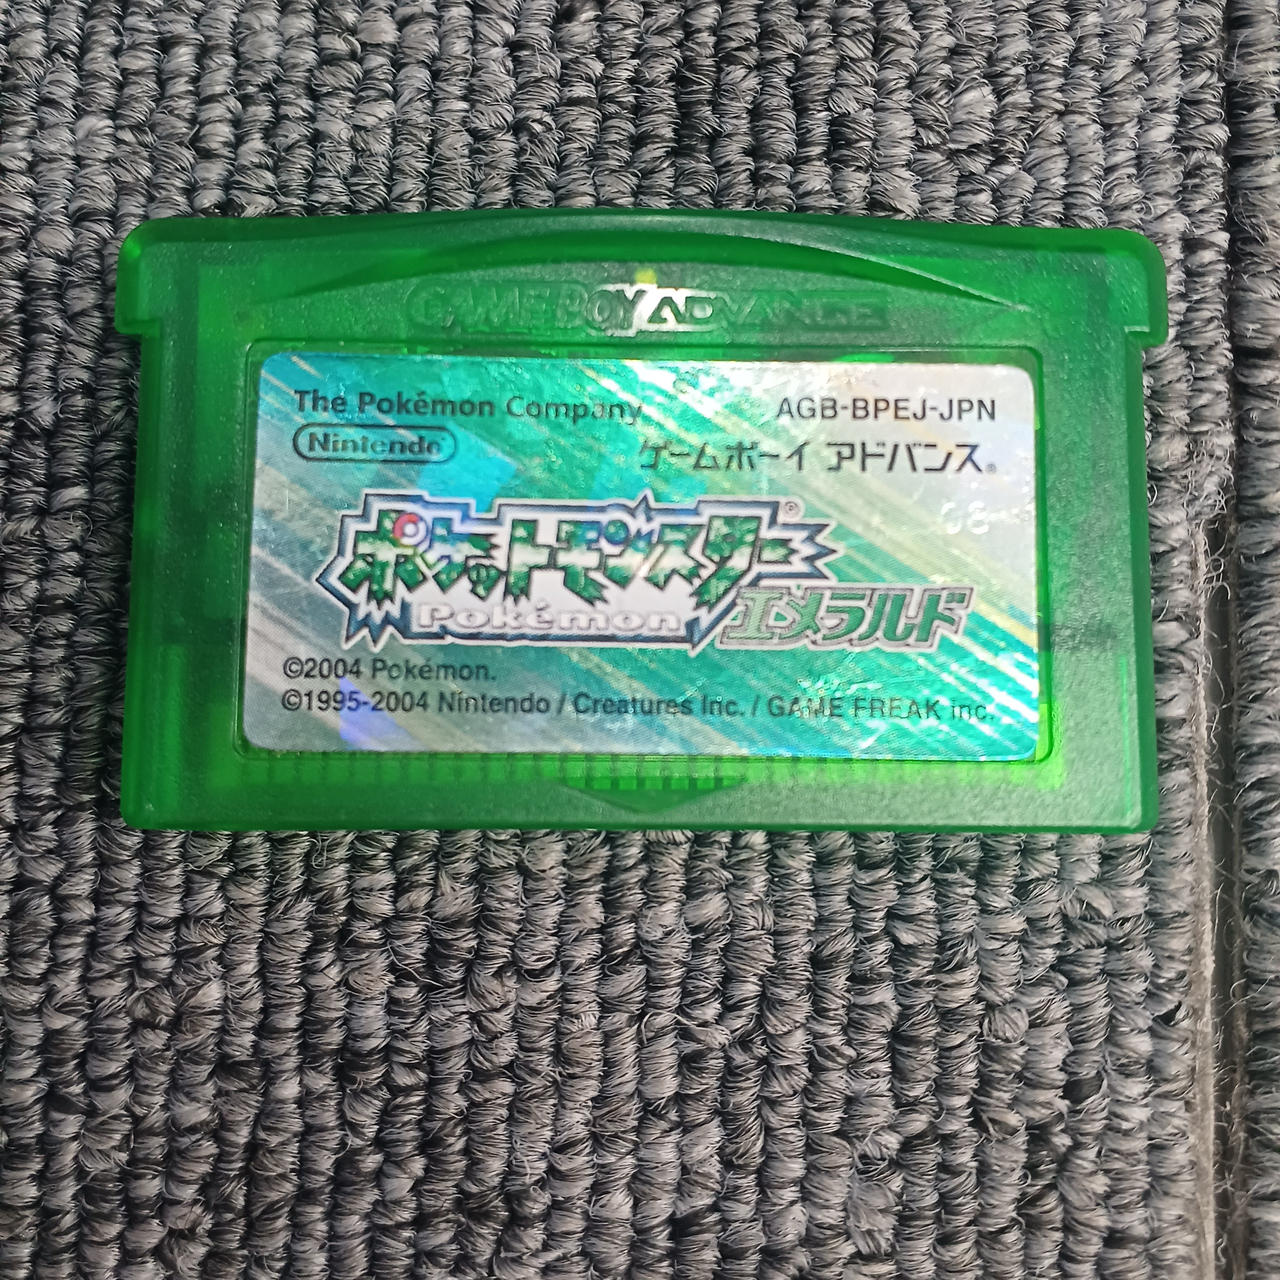 GAME BOY ADVANCE
The Pokémon Company
AGB-BPEJ-JPN
Nintendo
ゲームボーイ アドバンス®
ポケットモンスター
Pokémon
エメラルド
©2004 Pokémon.
©1995-2004 Nintendo / Creatures Inc. / GAME FREAK inc.